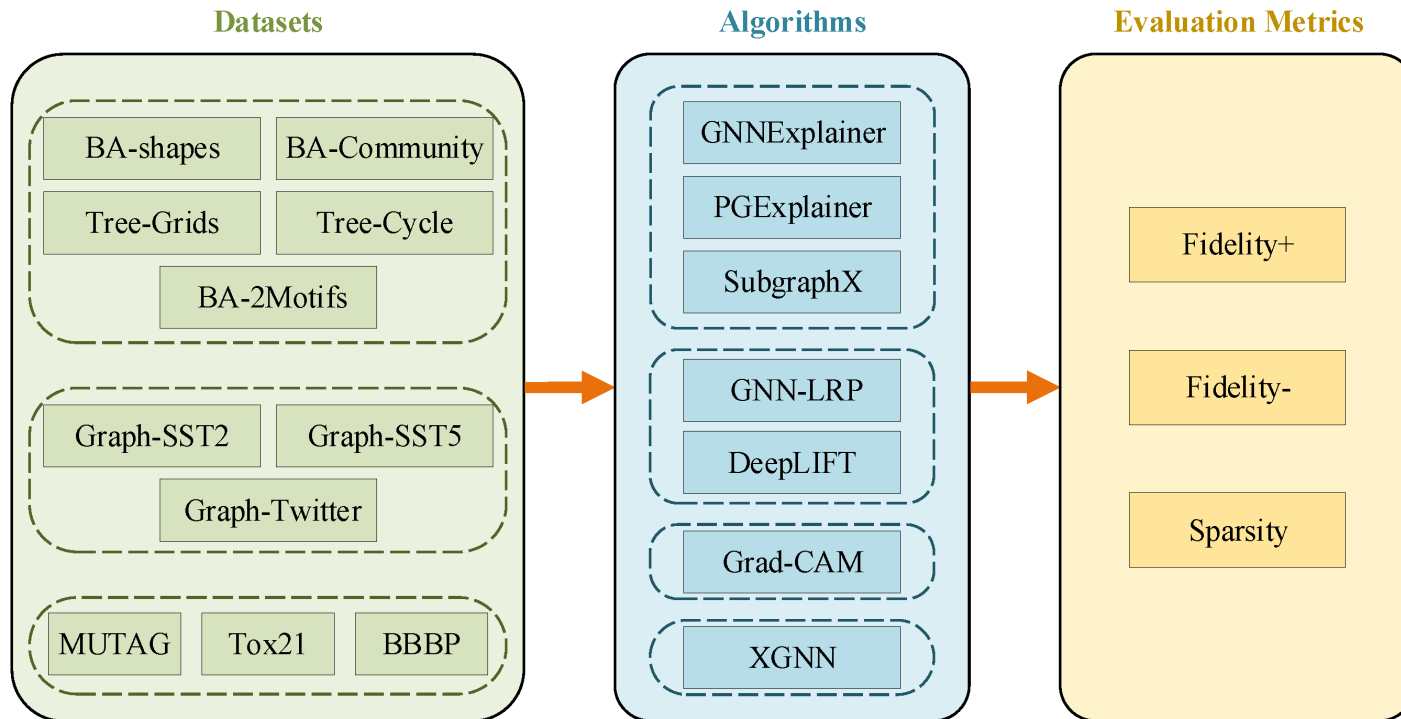 Datasets
BA-shapes
BA-Community
Tree-Grids
Tree-Cycle
BA-2Motifs
Graph-SST2
Graph-SST5
Graph-Twitter
MUTAG
Tox21
BBBP
Algorithms
GNNExplainer
PGExplainer
SubgraphX
GNN-LRP
DeepLIFT
Grad-CAM
XGNN
Evaluation Metrics
Fidelity+
Fidelity-
Sparsity